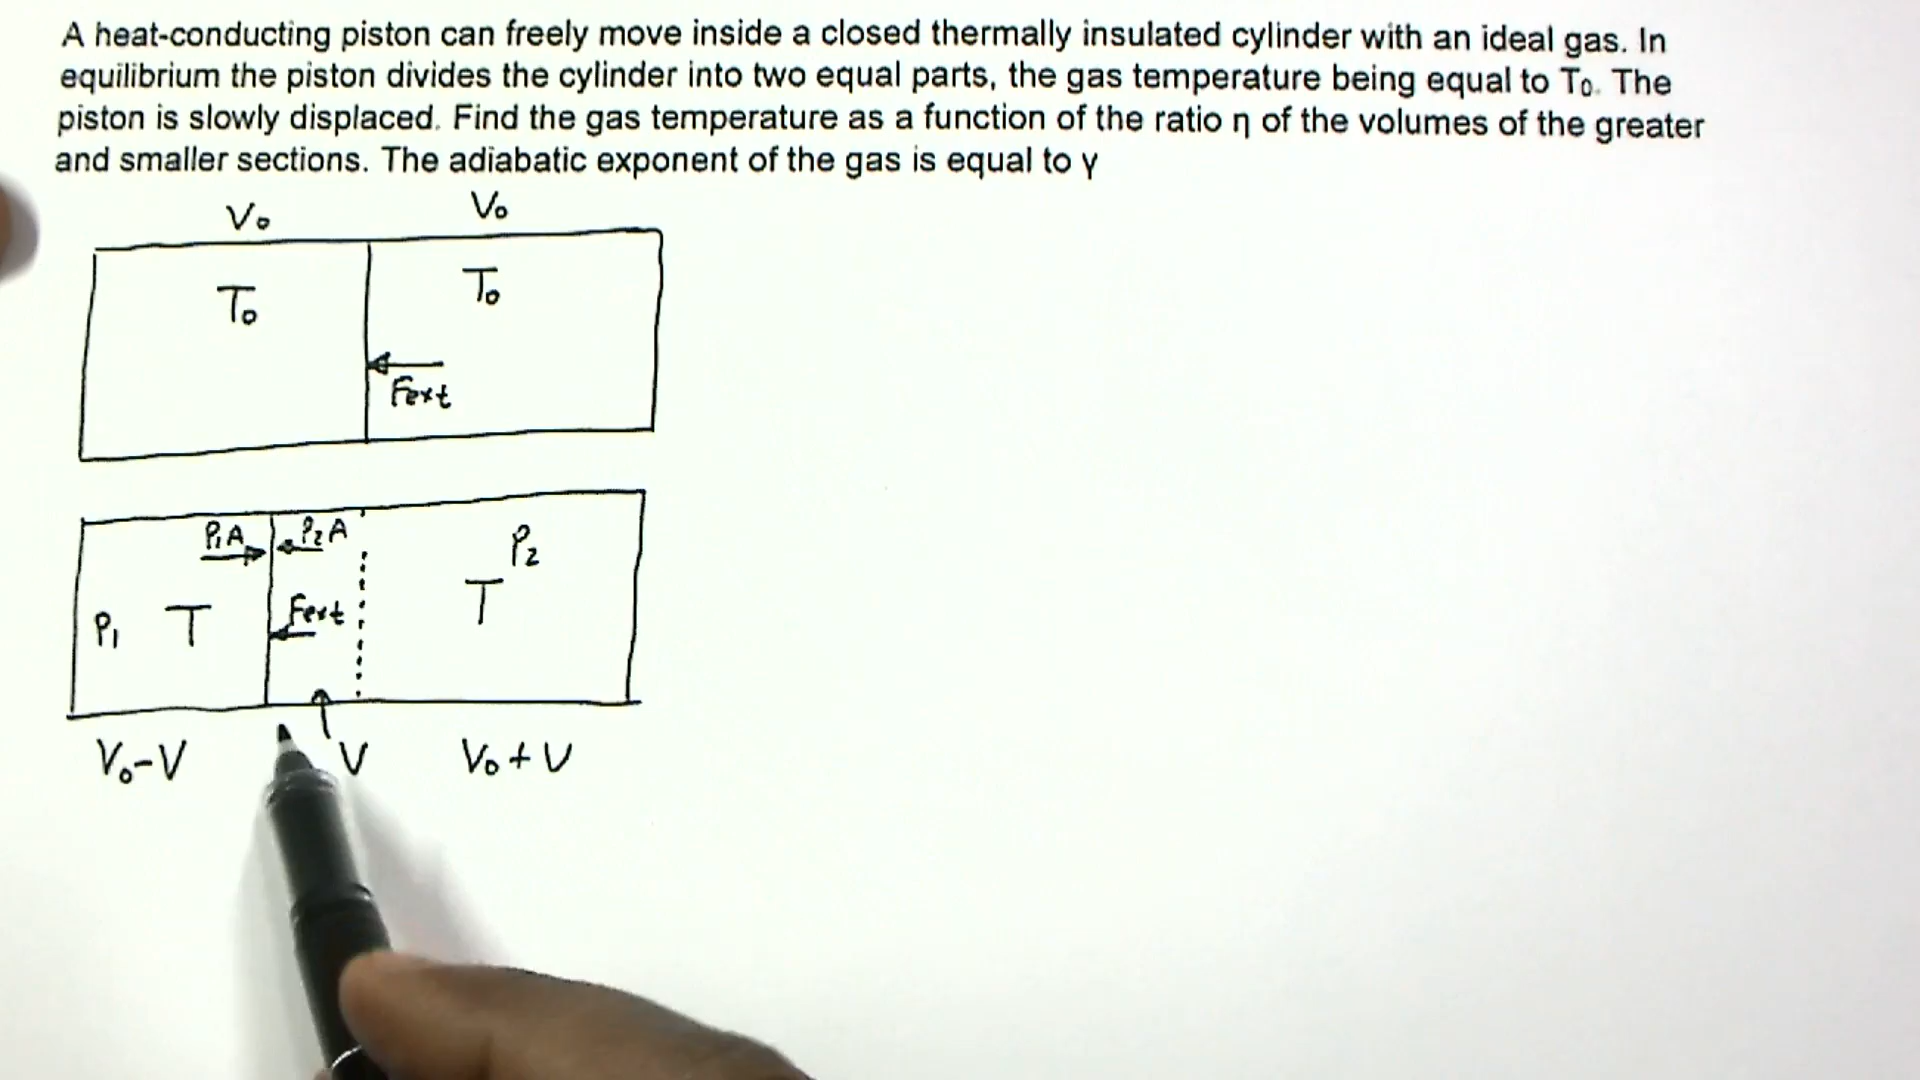 A heat-conducting piston can freely move inside a closed thermally insulated cylinder with an ideal gas. In
equilibrium the piston divides the cylinder into two equal parts, the gas temperature being equal to T₀. The
piston is slowly displaced. Find the gas temperature as a function of the ratio η of the volumes of the greater
and smaller sections. The adiabatic exponent of the gas is equal to γ
V₀ V₀
T₀ T₀
Fext
P₁A P₂A P₂
P₁ T Fext T
V₀-V V V₀+V